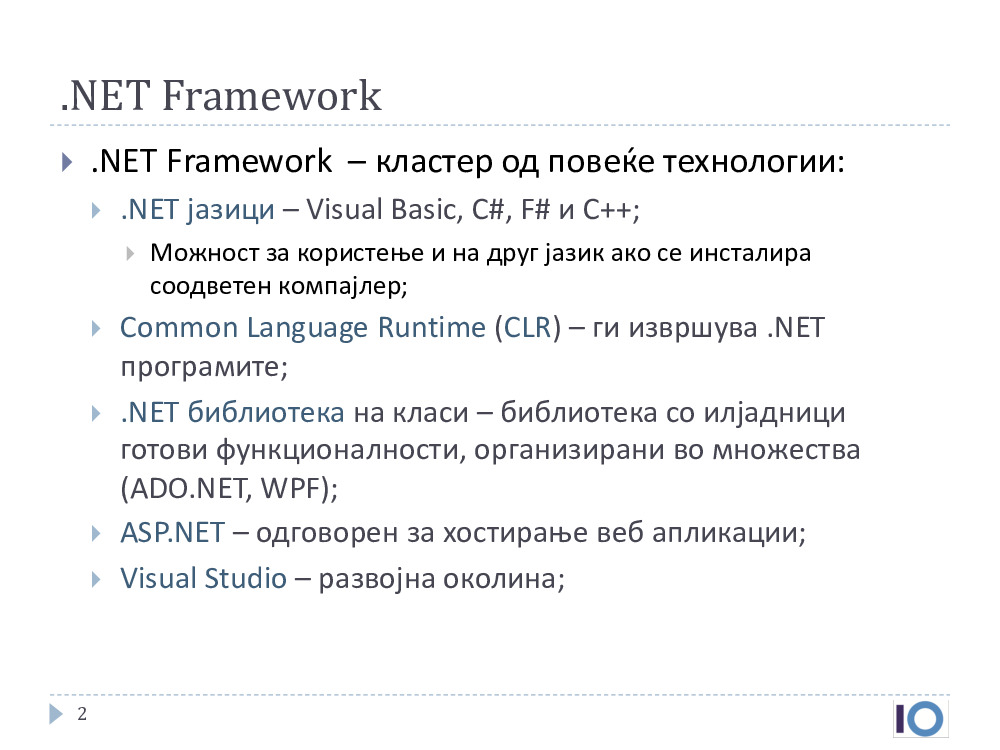 .NET Framework
.NET Framework – кластер од повеќе технологии:
.NET јазици – Visual Basic, C#, F# и C++;
Можност за користење и на друг јазик ако се инсталира
соодветен компајлер;
Common Language Runtime (CLR) – ги извршува .NET
програмите;
.NET библиотека на класи – библиотека со илјадници
готови функционалности, организирани во множества
(ADO.NET, WPF);
ASP.NET – одговорен за хостирање веб апликации;
Visual Studio – развојна околина;
2
IO